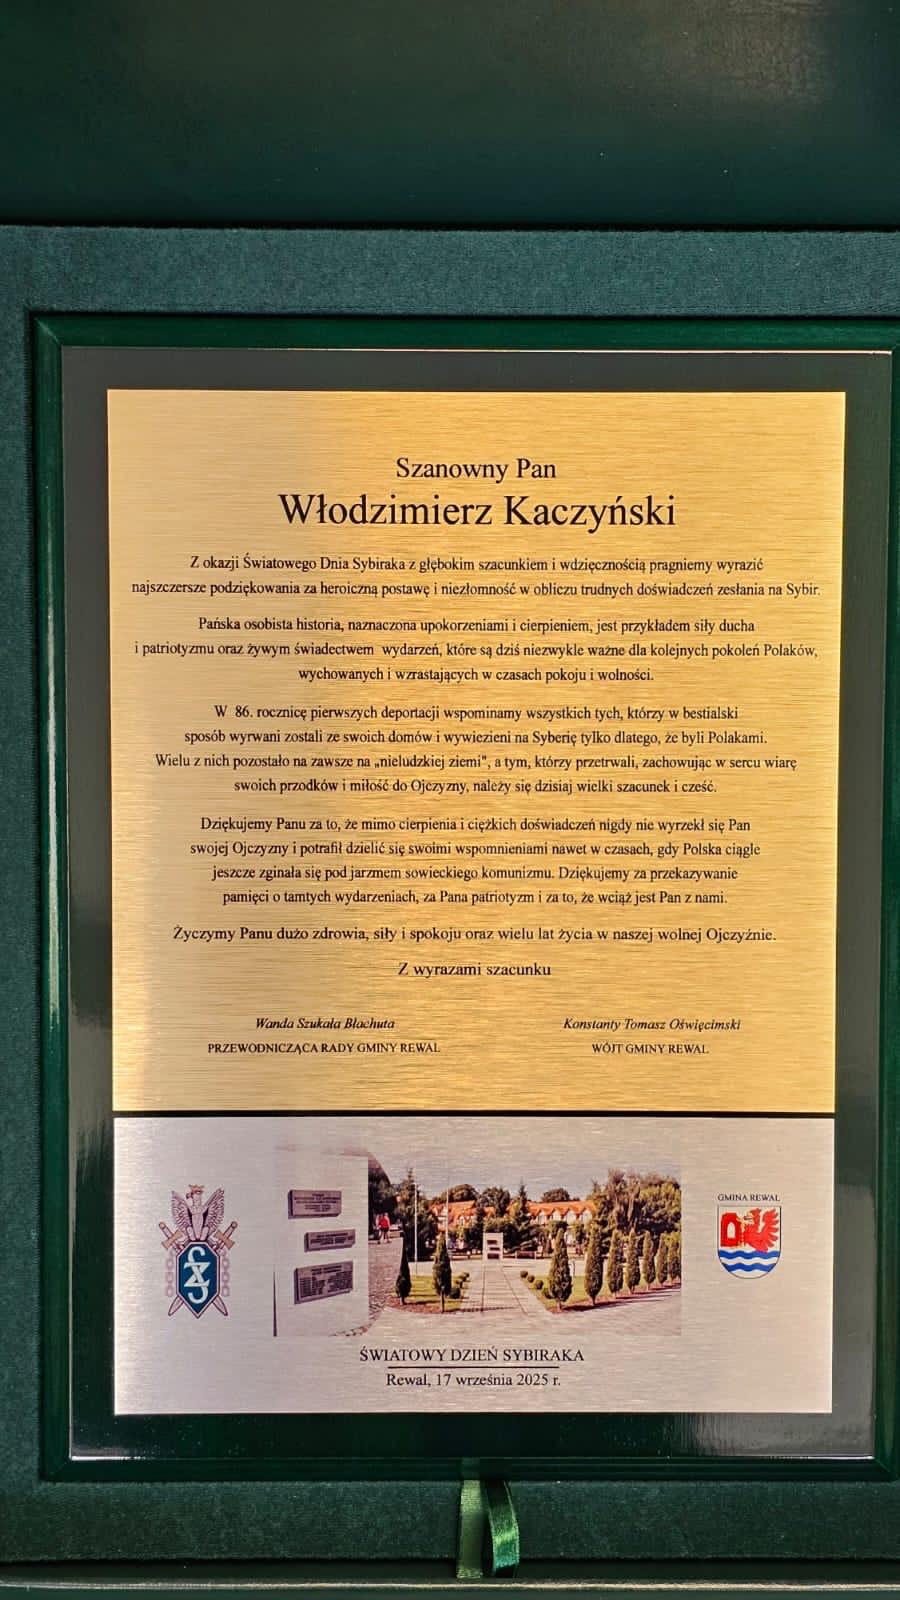 Szanowny Pan
Włodzimierz Kaczyński
Z okazji Światowego Dnia Sybiraka z głębokim szacunkiem i wdzięcznością pragniemy wyrazić
najszczersze podziękowania za heroiczną postawę i niezłomność w obliczu trudnych doświadczeń zesłania na Sybir.
Pańska osobista historia, naznaczona upokorzeniami i cierpieniem, jest przykładem siły ducha
i patriotyzmu oraz żywym świadectwem wydarzeń, które są dziś niezwykle ważne dla kolejnych pokoleń Polaków,
wychowanych i wzrastających w czasach pokoju i wolności.
W 86. rocznicę pierwszych deportacji wspominamy wszystkich tych, którzy w bestialski
sposób wyrwani zostali ze swoich domów i wywiezieni na Syberię tylko dlatego, że byli Polakami.
Wielu z nich pozostało na zawsze na „nieludzkiej ziemi", a tym, którzy przetrwali, zachowując w sercu wiarę
swoich przodków i miłość do Ojczyzny, należy się dzisiaj wielki szacunek i cześć.
Dziękujemy Panu za to, że mimo cierpienia i ciężkich doświadczeń nigdy nie wyrzekł się Pan
swojej Ojczyzny i potrafił dzielić się swoimi wspomnieniami nawet w czasach, gdy Polska ciągle
jeszcze zginała się pod jarzmem sowieckiego komunizmu. Dziękujemy za przekazywanie
pamięci o tamtych wydarzeniach, za Pana patriotyzm i za to, że wciąż jest Pan z nami.
Życzymy Panu dużo zdrowia, siły i spokoju oraz wielu lat życia w naszej wolnej Ojczyźnie.
Z wyrazami szacunku
Wanda Szukała Błachuta
PRZEWODNICZĄCA RADY GMINY REWAL
Konstanty Tomasz Oświęcimski
WÓJT GMINY REWAL
GMINA REWAL
ŚWIATOWY DZIEŃ SYBIRAKA
Rewal, 17 września 2025 r.